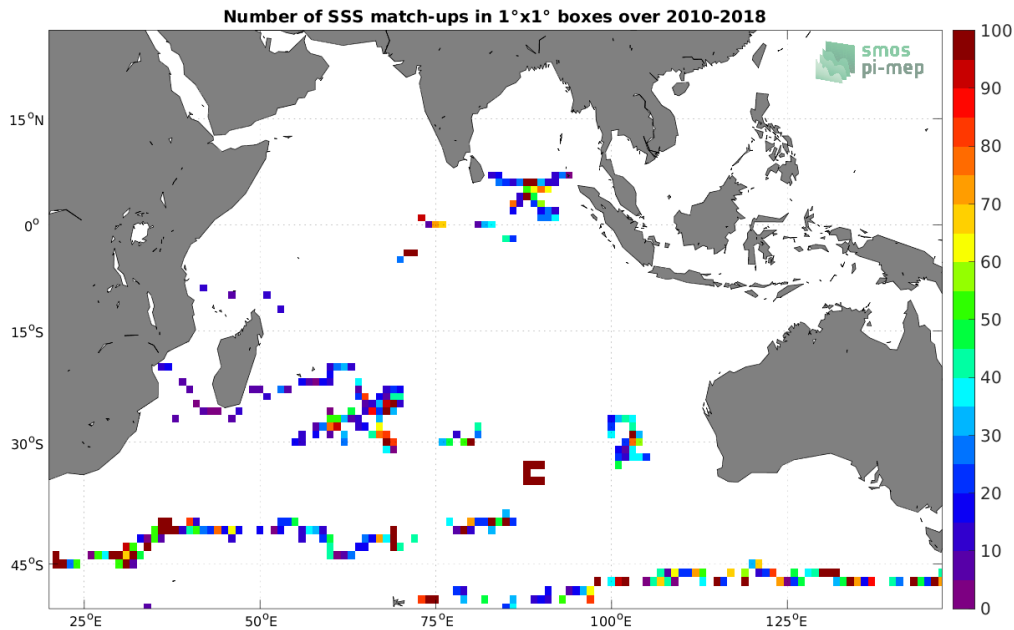 Number of SSS match-ups in 1°x1° boxes over 2010-2018
smos
pi-mep
15°N
0°
15°S
30°S
45°S
25°E
50°E
75°E
100°E
125°E
100
90
80
70
60
50
40
30
20
10
0